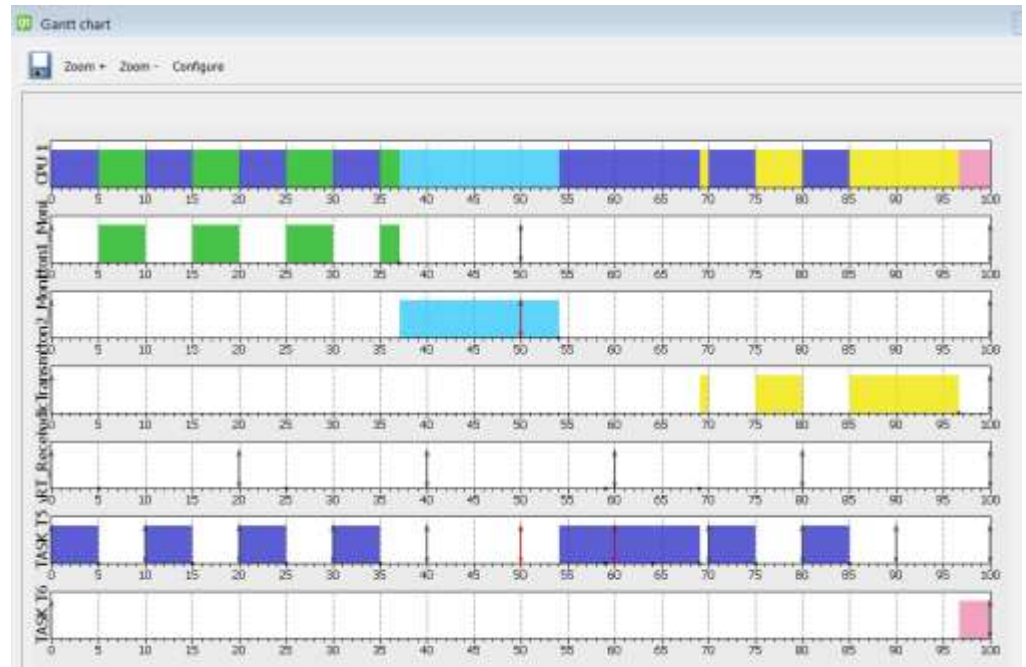 Gantt chart
Zoom + Zoom - Configure
CPU 1
0 5 10 15 20 25 30 35 40 45 50 55 60 65 70 75 80 85 90 95 100
tton1_Moni
0 5 10 15 20 25 30 35 40 45 50 55 60 65 70 75 80 85 90 95 100
tton2_Moni
0 5 10 15 20 25 30 35 40 45 50 55 60 65 70 75 80 85 90 95 100
odicTransmi
0 5 10 15 20 25 30 35 40 45 50 55 60 65 70 75 80 85 90 95 100
ART_Rece
0 5 10 15 20 25 30 35 40 45 50 55 60 65 70 75 80 85 90 95 100
TASK_T5
0 5 10 15 20 25 30 35 40 45 50 55 60 65 70 75 80 85 90 95 100
TASK_T6
0 5 10 15 20 25 30 35 40 45 50 55 60 65 70 75 80 85 90 95 100